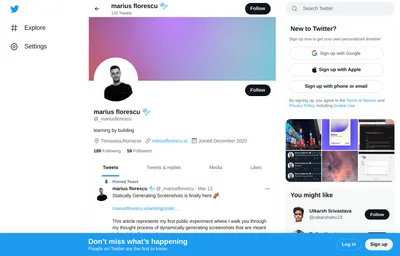 marius florescu
120 Tweets
Follow
Search Twitter
Explore
Settings
New to Twitter?
Sign up now to get your own personalized timeline!
Sign up with Google
Sign up with Apple
Sign up with phone or email
By signing up, you agree to the Terms of Service and
Privacy Policy, including Cookie Use.
Follow
marius florescu
@_mariusflorescu
learning by building
Timisoara,Romania
mariusflorescu.io
Joined December 2020
189 Following
59 Followers
Tweets
Tweets & replies
Media
Likes
Pinned Tweet
marius florescu
@_mariusflorescu · Mar 13
Statically Generating Screenshots is finally here
This article represents my first public experiment where I walk you through
my thought process of dynamically generating screenshots that are meant
You might like
Utkarsh Srivastava
@utkarshdev23
Follow
Don't miss what's happening
People on Twitter are the first to know.
Log in
Sign up